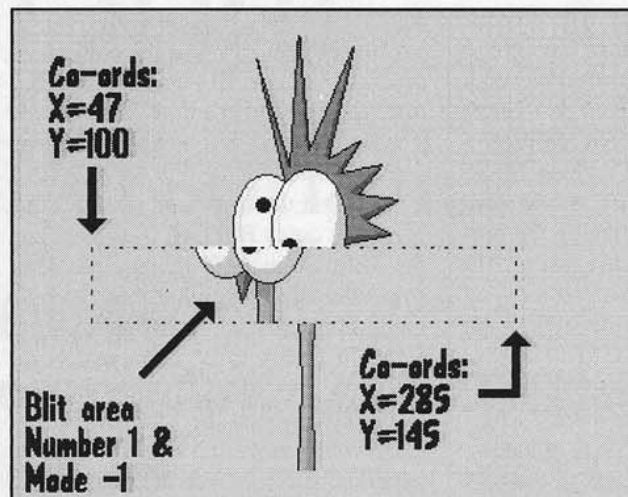 Co-ords:
X=47
Y=100
Co-ords:
X=285
Y=145
Blit area
Number 1 &
Mode -1